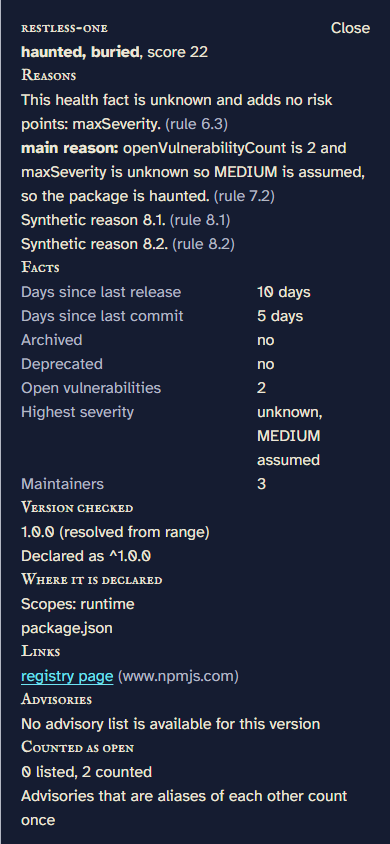 restless-one Close
haunted, buried, score 22
Reasons
This health fact is unknown and adds no risk
points: maxSeverity. (rule 6.3)
main reason: openVulnerabilityCount is 2 and
maxSeverity is unknown so MEDIUM is assumed,
so the package is haunted. (rule 7.2)
Synthetic reason 8.1. (rule 8.1)
Synthetic reason 8.2. (rule 8.2)
Facts
Days since last release 10 days
Days since last commit 5 days
Archived no
Deprecated no
Open vulnerabilities 2
Highest severity unknown,
MEDIUM
assumed
Maintainers 3
Version checked
1.0.0 (resolved from range)
Declared as ^1.0.0
Where it is declared
Scopes: runtime
package.json
Links
registry page (www.npmjs.com)
Advisories
No advisory list is available for this version
Counted as open
0 listed, 2 counted
Advisories that are aliases of each other count
once